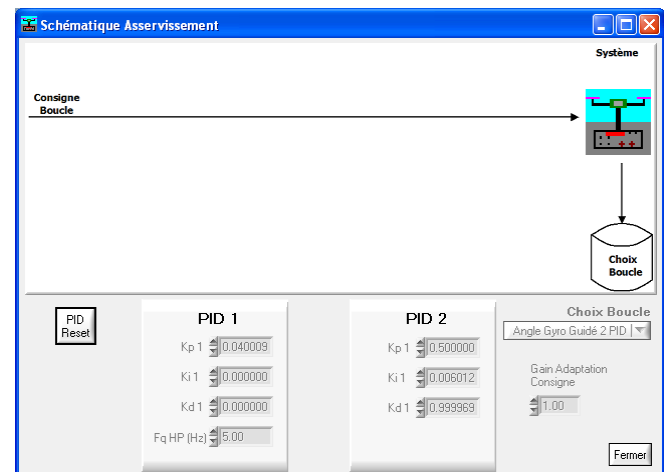 Schématique Asservissement
Système
Consigne
Boucle
Choix
Boucle
PID
Reset
PID 1
Kp 1 0.040009
Ki 1 0.000000
Kd 1 0.000000
Fq HP (Hz) 5.00
PID 2
Kp 1 0.500000
Ki 1 0.006012
Kd 1 0.999969
Choix Boucle
Angle Gyro Guidé 2 PID
Gain Adaptation
Consigne
1.00
Fermer